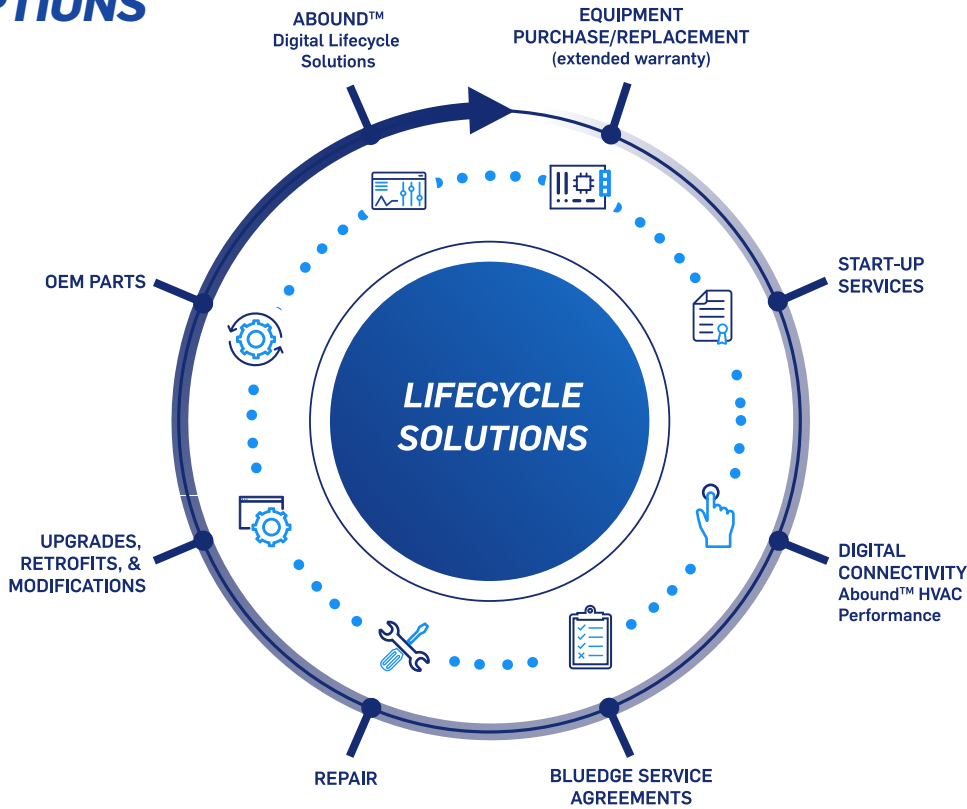 ABOUND™
Digital Lifecycle
Solutions
EQUIPMENT
PURCHASE/REPLACEMENT
(extended warranty)
START-UP
SERVICES
DIGITAL
CONNECTIVITY
Abound™ HVAC
Performance
BLUEDGE SERVICE
AGREEMENTS
REPAIR
UPGRADES,
RETROFITS, &
MODIFICATIONS
OEM PARTS
LIFECYCLE
SOLUTIONS